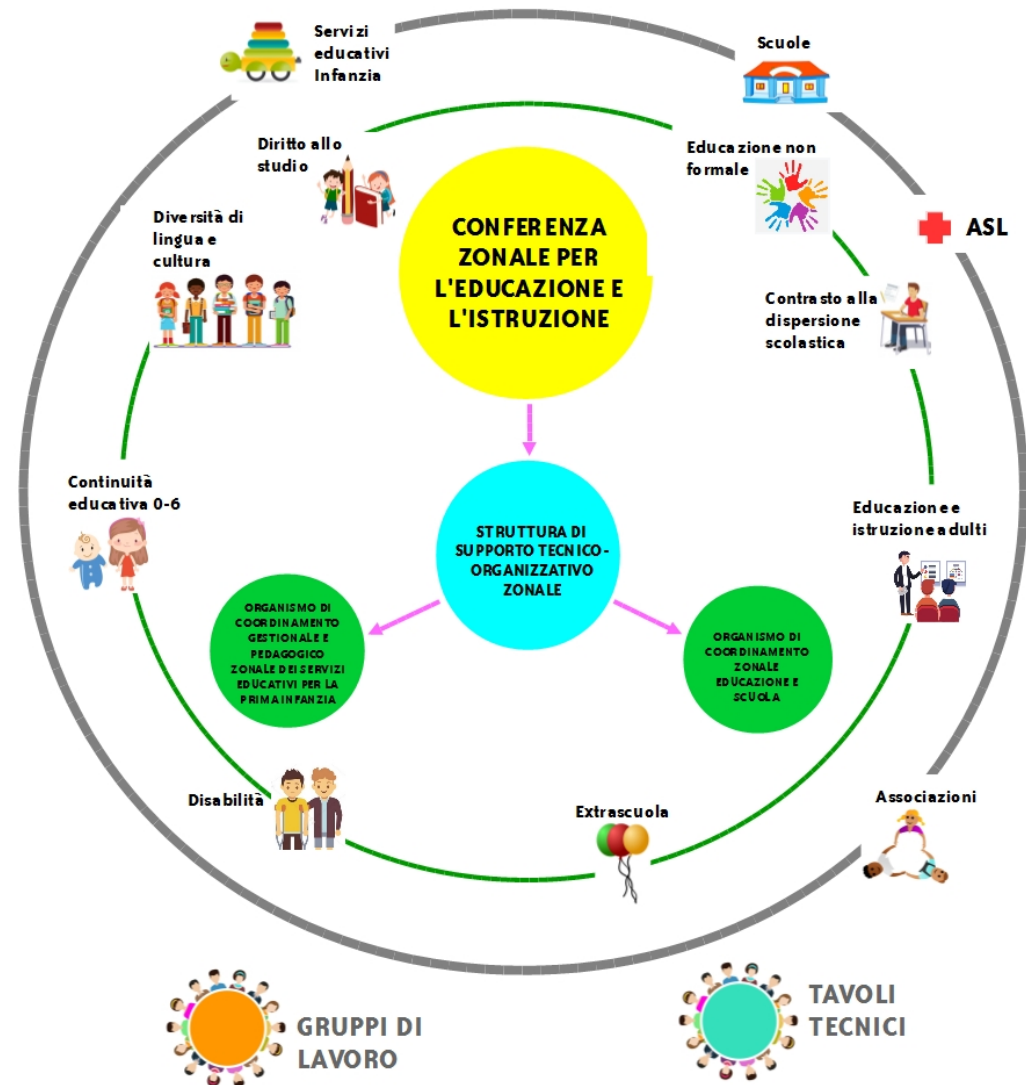 Servizi
educativi
Infanzia
Scuole
Diritto allo
studio
Educazione non
formale
Diversità di
lingua e
cultura
CONFERENZA
ZONALE PER
L'EDUCAZIONE E
L'ISTRUZIONE
ASL
Contrasto alla
dispersione
scolastica
Continuità
educativa 0-6
Educazione e
istruzione adulti
STRUTTURA DI
SUPPORTO TECNICO-
ORGANIZZATIVO
ZONALE
ORGANISMO DI
COORDINAMENTO
GESTIONALE E
PEDAGOGICO
ZONALE DEI SERVIZI
EDUCATIVI PER LA
PRIMA INFANZIA
ORGANISMO DI
COORDINAMENTO
ZONALE
EDUCAZIONE E
SCUOLA
Disabilità
Extrascuola
Associazioni
GRUPPI DI
LAVORO
TAVOLI
TECNICI